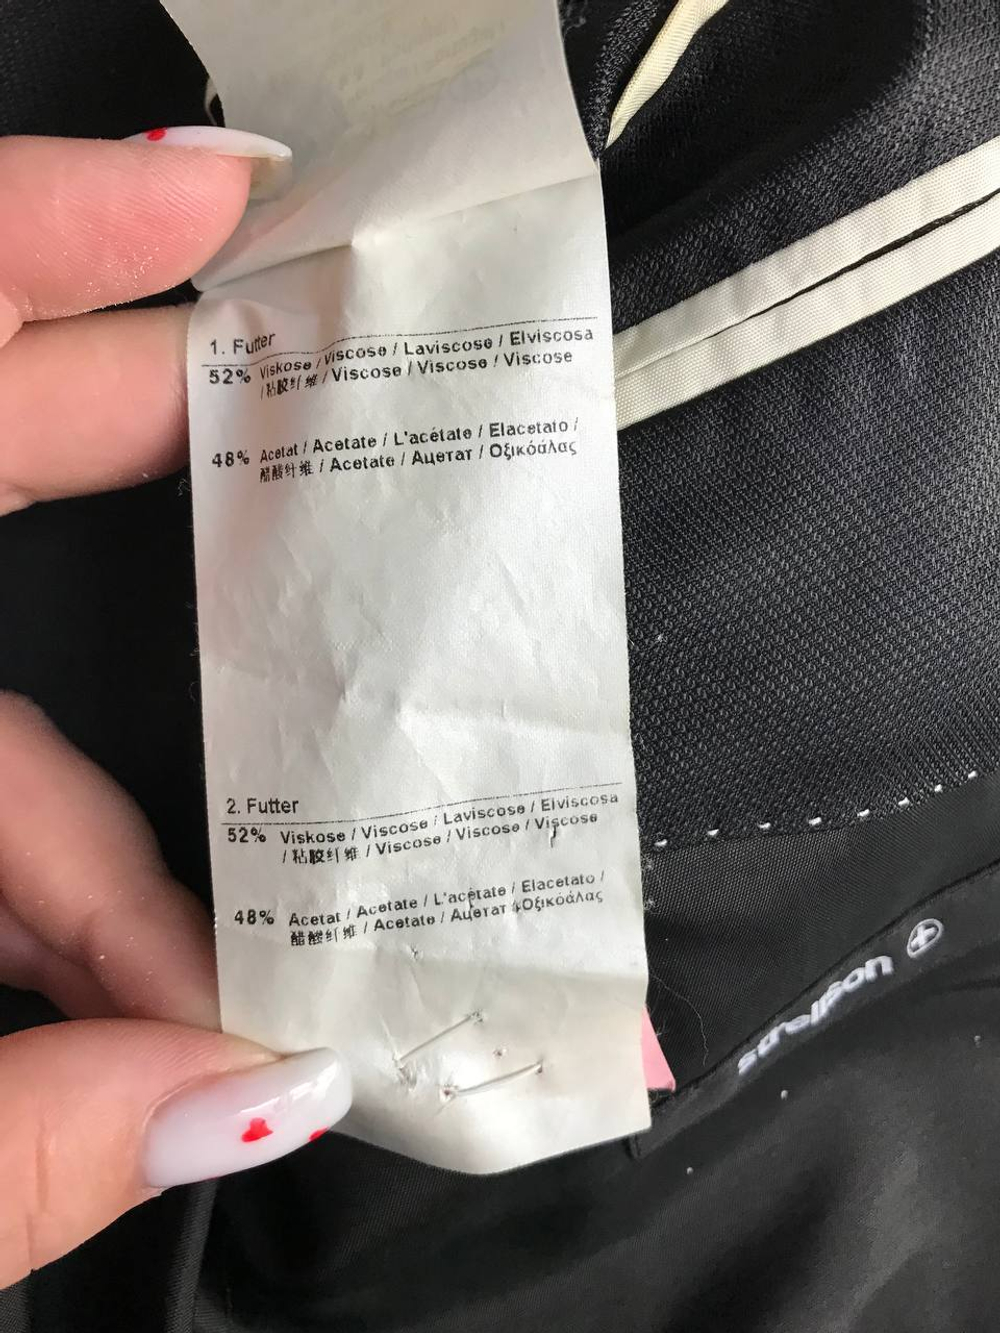 1. Futter
52% Viskose / Viscose / Laviscose / Elviscosa
/ 粘胶纤维 / Viscose / Viscose / Viscose
48% Acetat / Acetate / L'acétate / Elacetato /
醋酸纤维 / Acetate / Ацетат / Οξικόάλας
2. Futter
52% Viskose / Viscose / Laviscose / Elviscosa
/ 粘胶纤维 / Viscose / Viscose / Viscose
48% Acetat / Acetate / L'acétate / Elacetato /
醋酸纤维 / Acetate / Ацетат / Οξικόάλας
strellson